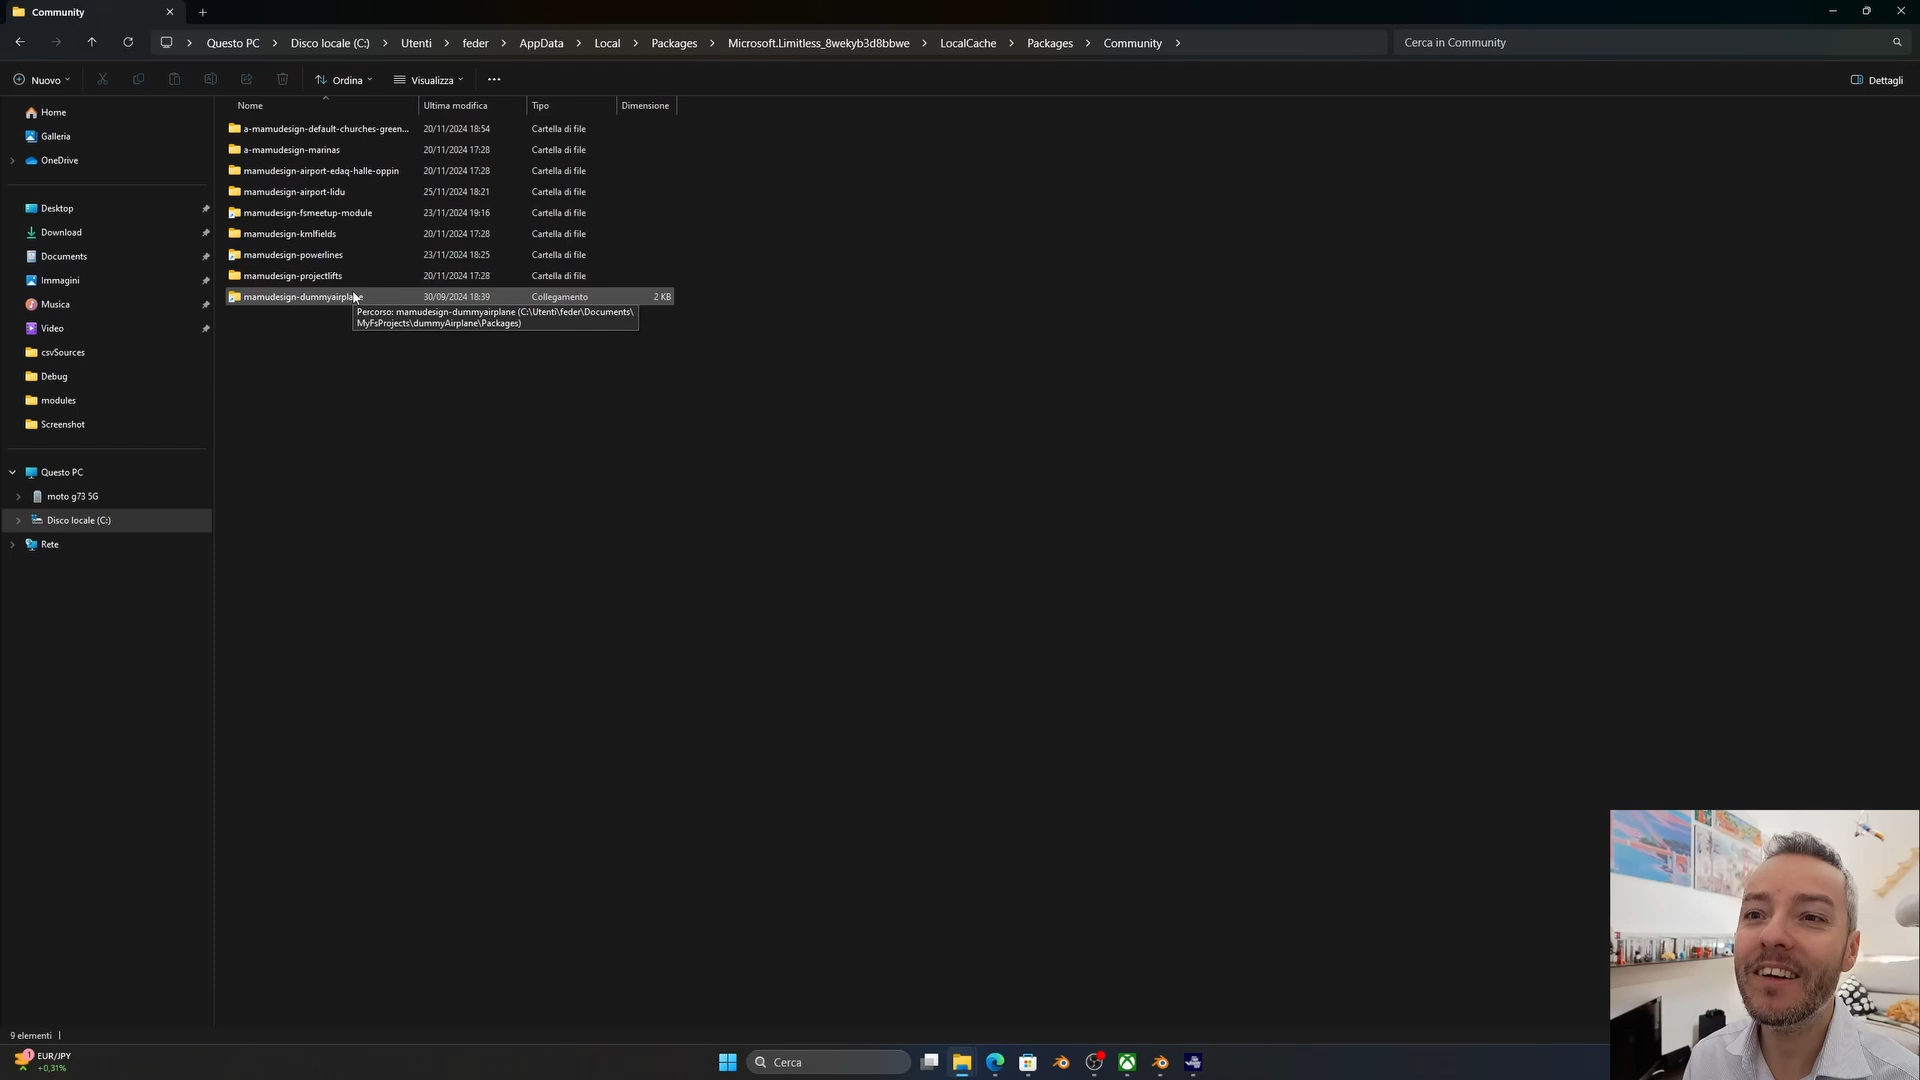 Community
Questo PC
Disco locale (C:)
Utenti
feder
AppData
Local
Packages
Microsoft.Limitless_8wekyb3d8bbwe
LocalCache
Packages
Community
Cerca in Community
Nuovo
Ordina
Visualizza
Dettagli
Home
Galleria
OneDrive
Desktop
Download
Documents
Immagini
Musica
Video
csvSources
Debug
modules
Screenshot
Questo PC
moto g73 5G
Disco locale (C:)
Rete
Nome Ultima modifica Tipo Dimensione
a-mamudesign-default-churches-green... 20/11/2024 18:54 Cartella di file
a-mamudesign-marinas 20/11/2024 17:28 Cartella di file
mamudesign-airport-edaq-halle-oppin 20/11/2024 17:28 Cartella di file
mamudesign-airport-lidu 25/11/2024 18:21 Cartella di file
mamudesign-fsmeetup-module 23/11/2024 19:16 Cartella di file
mamudesign-kmlfields 20/11/2024 17:28 Cartella di file
mamudesign-powerlines 23/11/2024 18:25 Cartella di file
mamudesign-projectlifts 20/11/2024 17:28 Cartella di file
mamudesign-dummyairplane 30/09/2024 18:39 Collegamento 2 KB
Percorso: mamudesign-dummyairplane (C:\Utenti\feder\Documents\
MyFsProjects\dummyAirplane\Packages)
9 elementi
1
EUR/JPY
+0,31%
Cerca